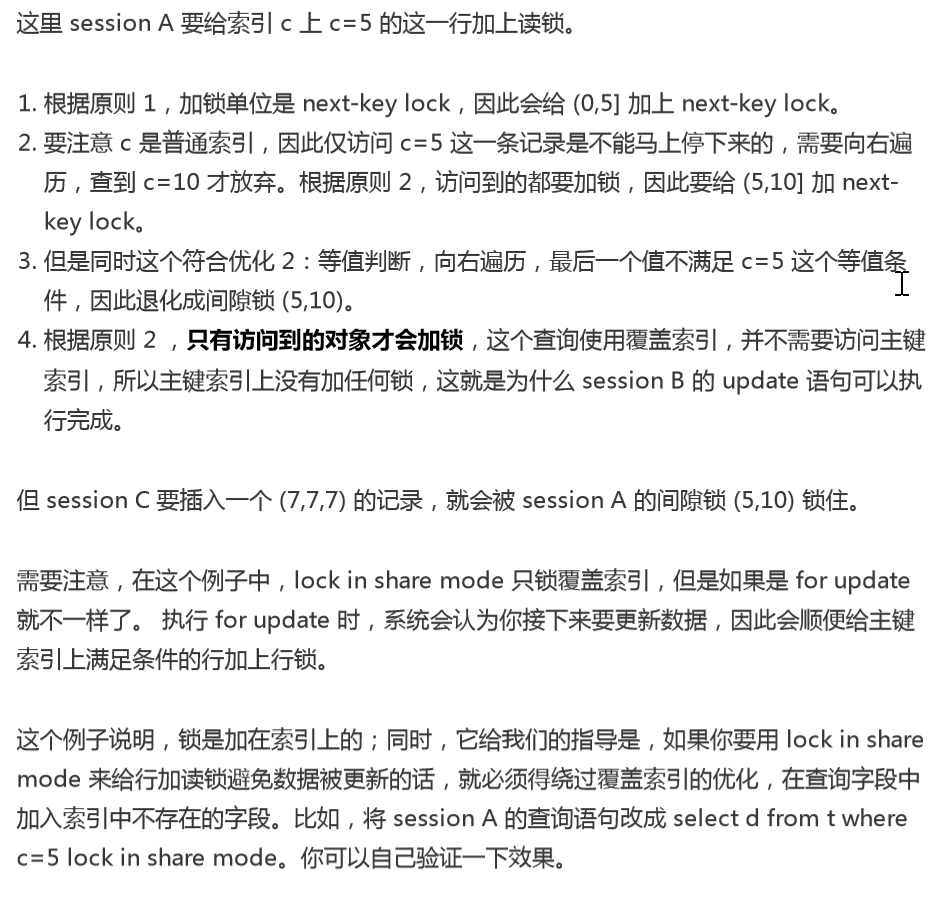 这里 session A 要给索引 c 上 c=5 的这一行加上读锁。
1. 根据原则 1，加锁单位是 next-key lock，因此会给 (0,5] 加上 next-key lock。
2. 要注意 c 是普通索引，因此仅访问 c=5 这一条记录是不能马上停下来的，需要向右遍
历，查到 c=10 才放弃。根据原则 2，访问到的都要加锁，因此要给 (5,10] 加 next-
key lock。
3. 但是同时这个符合优化 2：等值判断，向右遍历，最后一个值不满足 c=5 这个等值条
件，因此退化成间隙锁 (5,10)。
4. 根据原则 2 ，只有访问到的对象才会加锁，这个查询使用覆盖索引，并不需要访问主键
索引，所以主键索引上没有加任何锁，这就是为什么 session B 的 update 语句可以执
行完成。
但 session C 要插入一个 (7,7,7) 的记录，就会被 session A 的间隙锁 (5,10) 锁住。
需要注意，在这个例子中，lock in share mode 只锁覆盖索引，但是如果是 for update
就不一样了。 执行 for update 时，系统会认为你接下来要更新数据，因此会顺便给主键
索引上满足条件的行加上行锁。
这个例子说明，锁是加在索引上的；同时，它给我们的指导是，如果你要用 lock in share
mode 来给行加读锁避免数据被更新的话，就必须得绕过覆盖索引的优化，在查询字段中
加入索引中不存在的字段。比如，将 session A 的查询语句改成 select d from t where
c=5 lock in share mode。你可以自己验证一下效果。